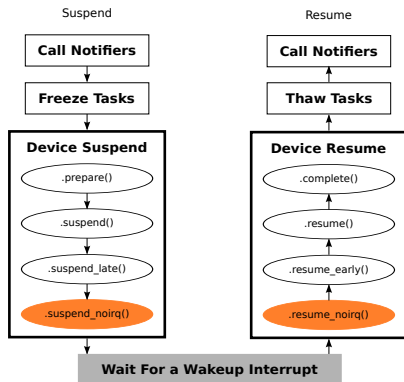 Suspend
Call Notifiers
Freeze Tasks
Device Suspend
.prepare()
.suspend()
.suspend_late()
.suspend_noirq()
Resume
Call Notifiers
Thaw Tasks
Device Resume
.complete()
.resume()
.resume_early()
.resume_noirq()
Wait For a Wakeup Interrupt